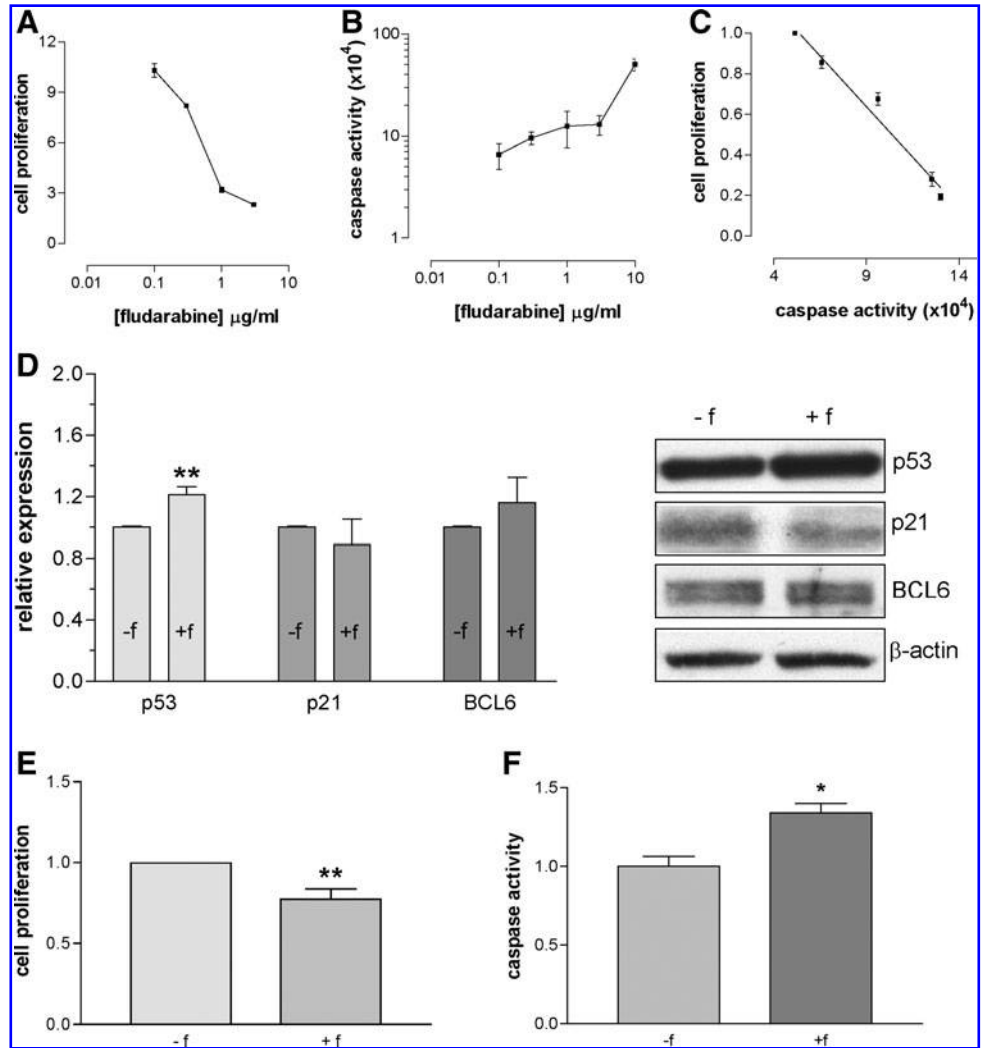 A
cell proliferation
12
9
6
3
0
0.01 0.1 1 10
[fludarabine] μg/ml
B
caspase activity (x10⁴)
100
10
1
0.01 0.1 1 10
[fludarabine] μg/ml
C
cell proliferation
1.0
0.8
0.6
0.4
0.2
0.0
4 9 14
caspase activity (x10⁴)
D
relative expression
2.0
1.6
1.2
0.8
0.4
0.0
**
-f +f -f +f -f +f
p53 p21 BCL6
- f + f
p53
p21
BCL6
β-actin
E
cell proliferation
1.5
1.0
0.5
0.0
**
- f + f
F
caspase activity
1.5
1.0
0.5
0.0
*
-f +f